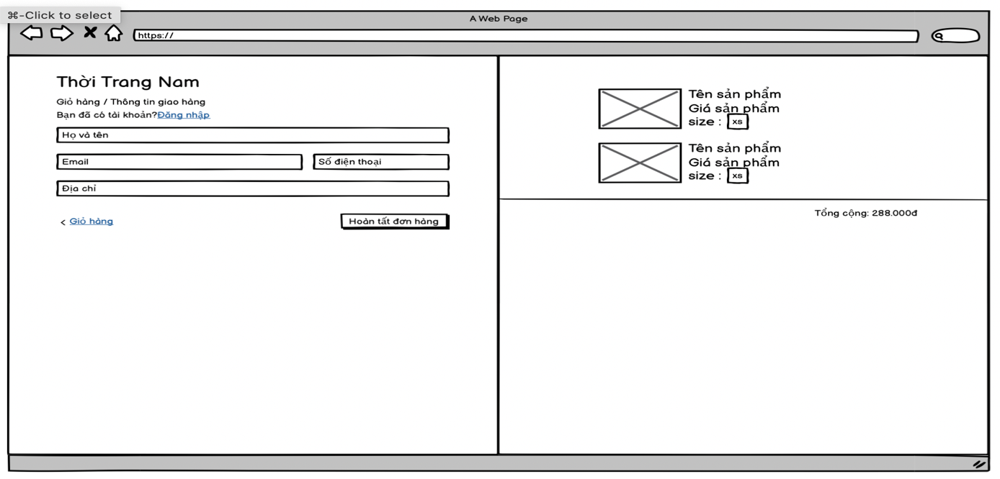 ⌘-Click to select
A Web Page
https://
Thời Trang Nam
Giỏ hàng / Thông tin giao hàng
Bạn đã có tài khoản?Đăng nhập
Họ và tên
Email
Số điện thoại
Địa chỉ
< Giỏ hàng
Hoàn tất đơn hàng
Tên sản phẩm
Giá sản phẩm
size : xs
Tên sản phẩm
Giá sản phẩm
size : xs
Tổng cộng: 288.000đ